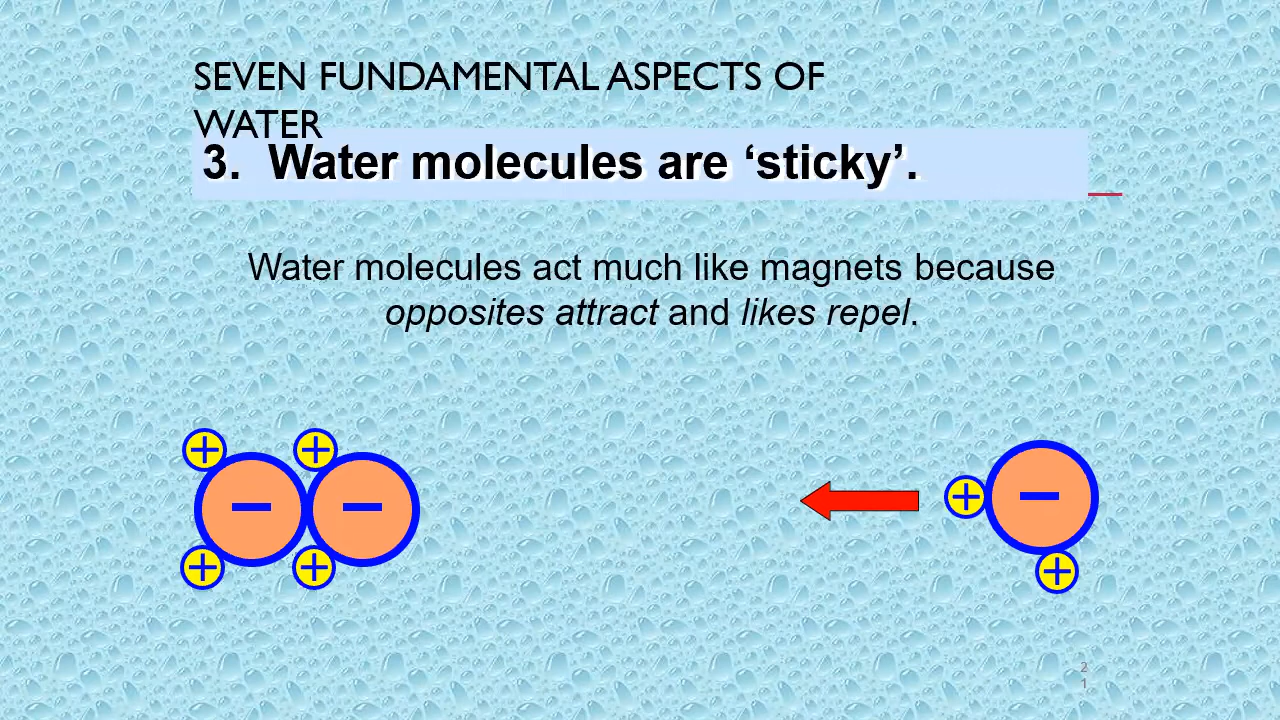 SEVEN FUNDAMENTAL ASPECTS OF
WATER
3. Water molecules are ‘sticky’.
Water molecules act much like magnets because
opposites attract and likes repel.
+ +
− −
+ +
+ −
+
2
1